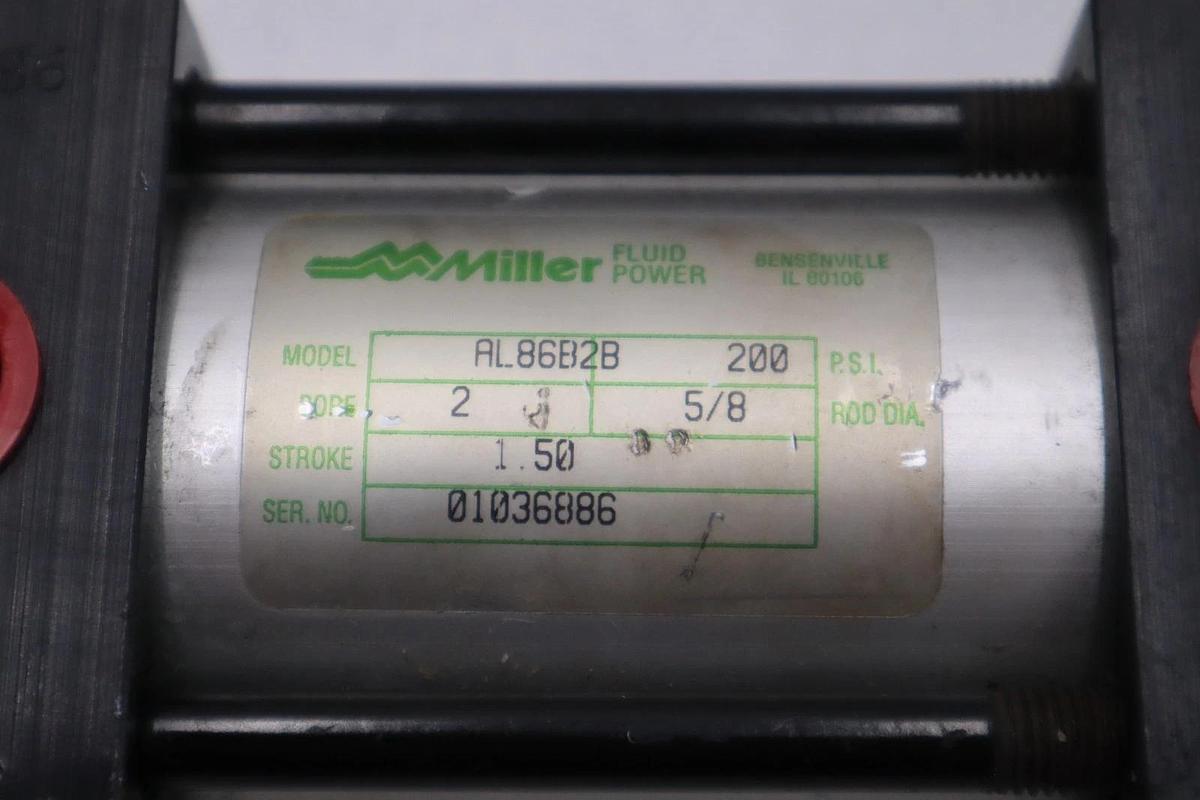 Miller FLUID POWER
BENSENVILLE
IL 60106
MODEL AL86B2B 200 P.S.I.
BORE 2 5/8 ROD DIA.
STROKE 1.50
SER. NO. 01036886